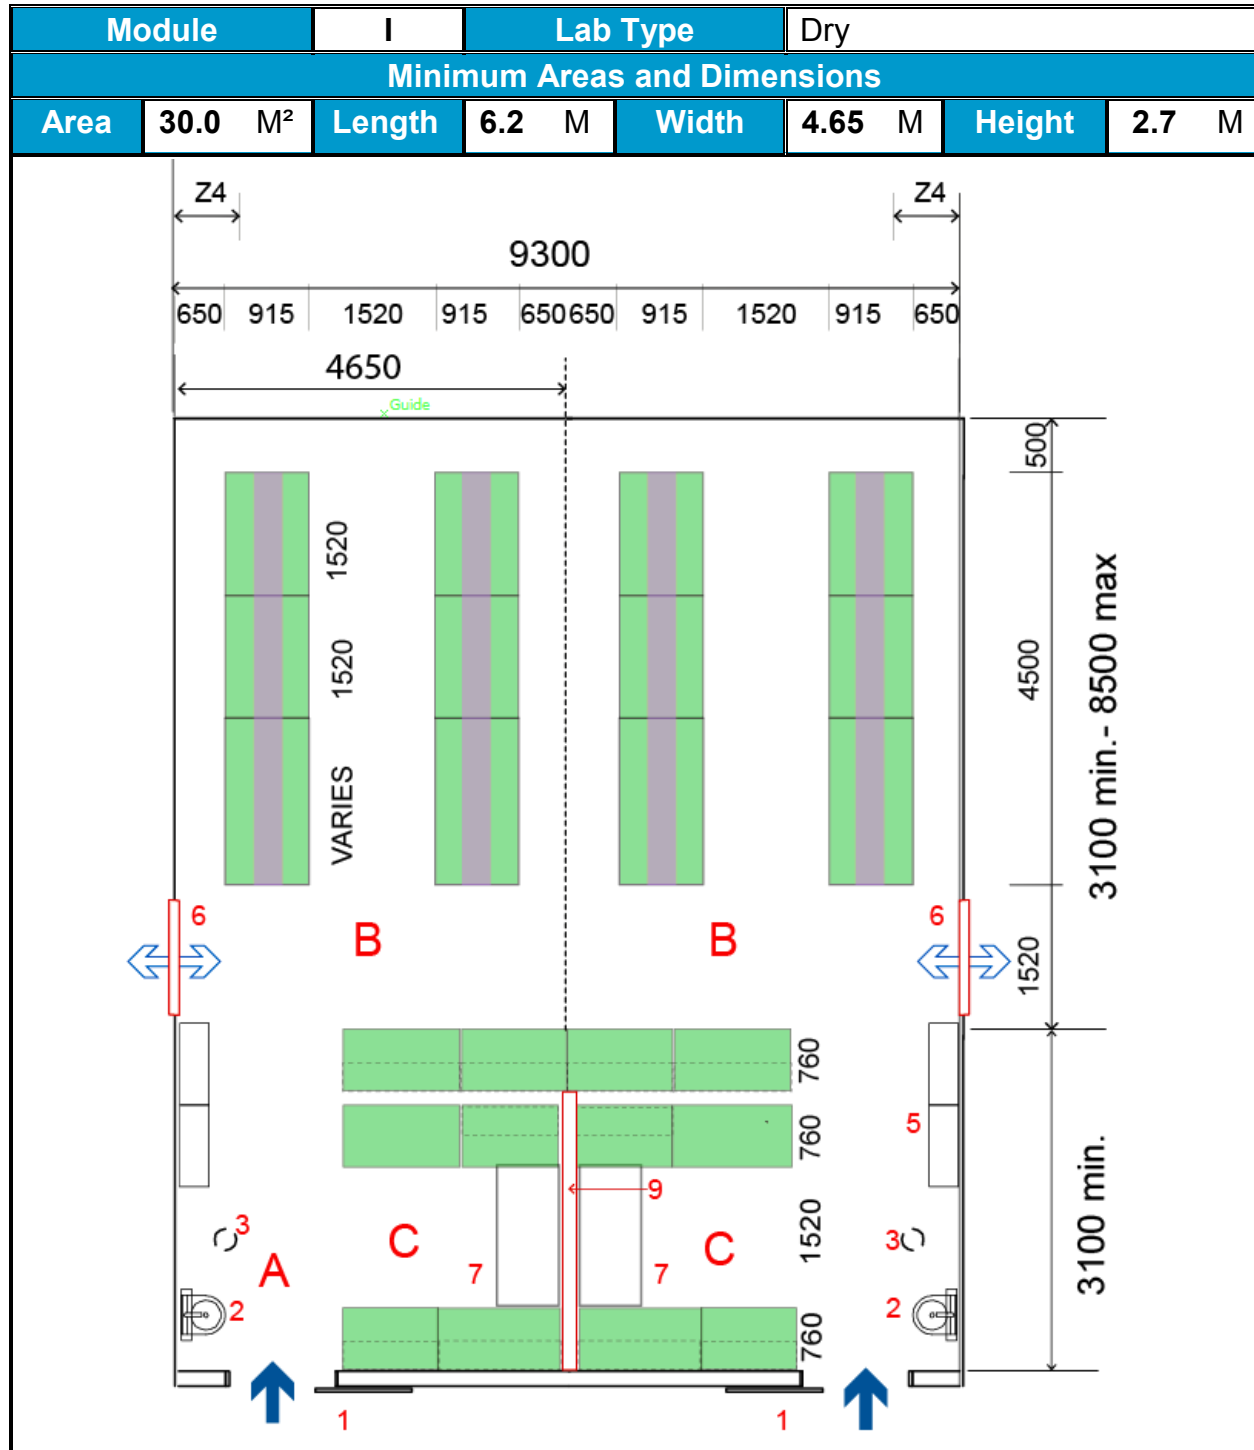 Module I Lab Type Dry
Minimum Areas and Dimensions
Area 30.0 M² Length 6.2 M Width 4.65 M Height 2.7 M
Z4 Z4
9300
650 915 1520 915 650 650 915 1520 915 650
4650
Guide
500
1520
1520
VARIES
4500
3100 min.- 8500 max
6 6
B B
1520
760
760
5
9
1520
3100 min.
3 3
C C
A
7 7
2 2
760
1 1